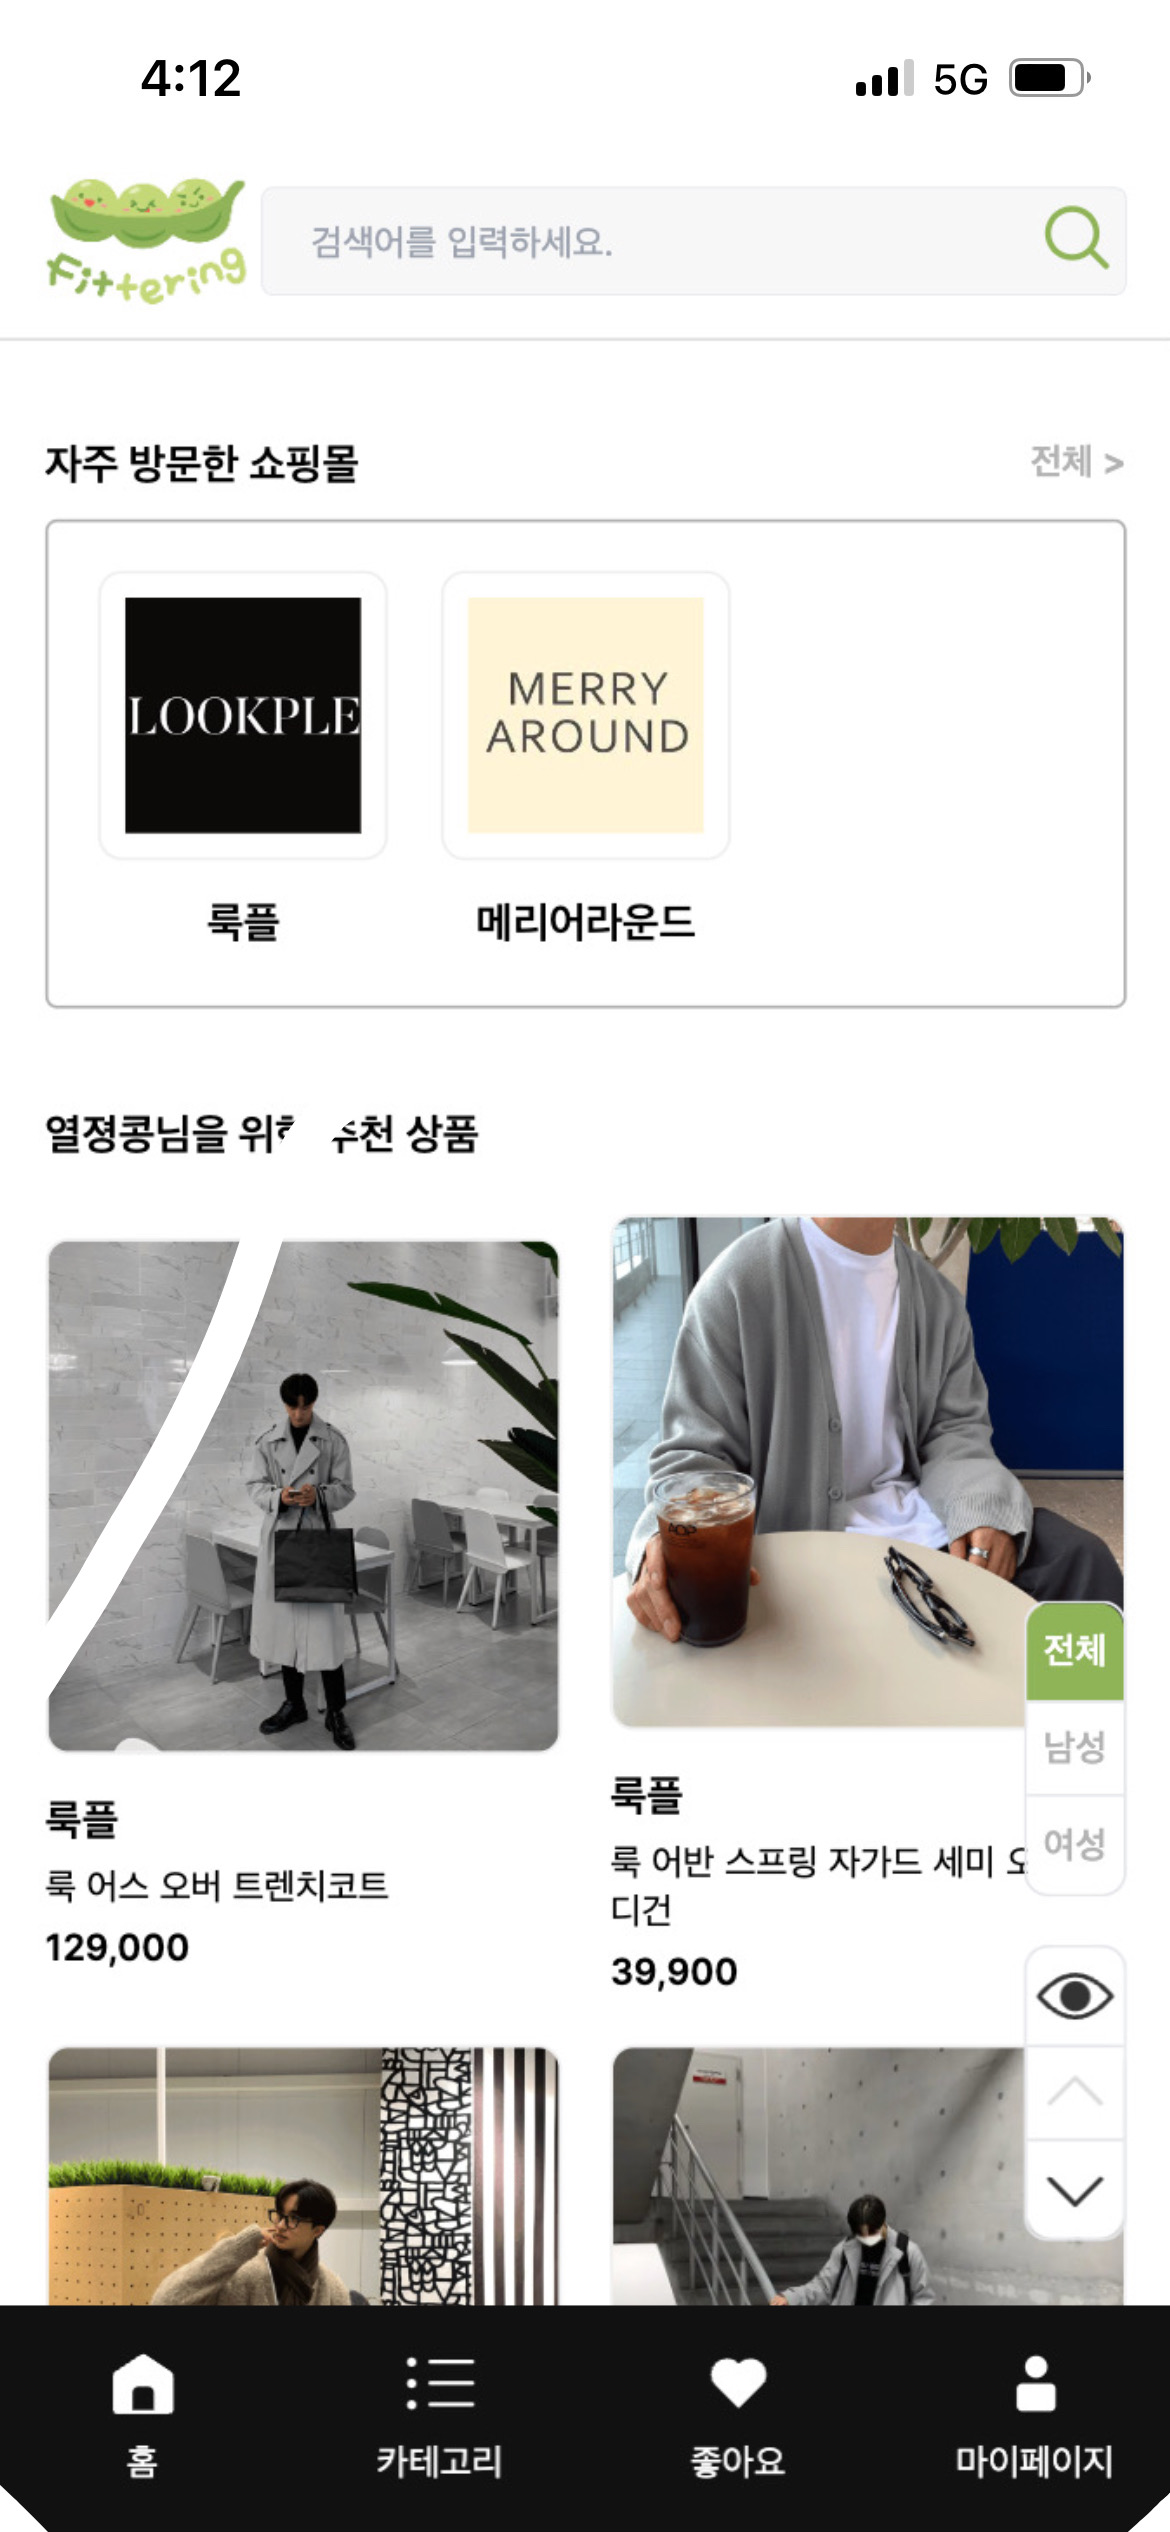 4:12 5G
Fittering
검색어를 입력하세요.
자주 방문한 쇼핑몰 전체 >
LOOKPLE
MERRY
AROUND
룩플 메리어라운드
열정콩님을 위한 추천 상품
룩플
룩 어스 오버 트렌치코트
129,000
룩플
룩 어반 스프링 자가드 세미 오
디건
39,900
전체
남성
여성
홈 카테고리 좋아요 마이페이지